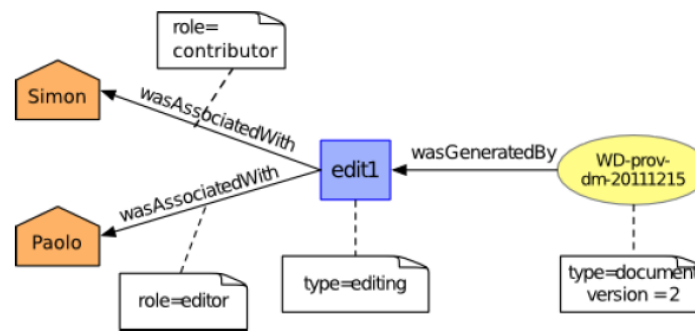 role=
contributor
Simon
wasAssociatedWith
edit1
wasGeneratedBy
WD-prov-
dm-20111215
wasAssociatedWith
Paolo
role=editor
type=editing
type=document
version =2